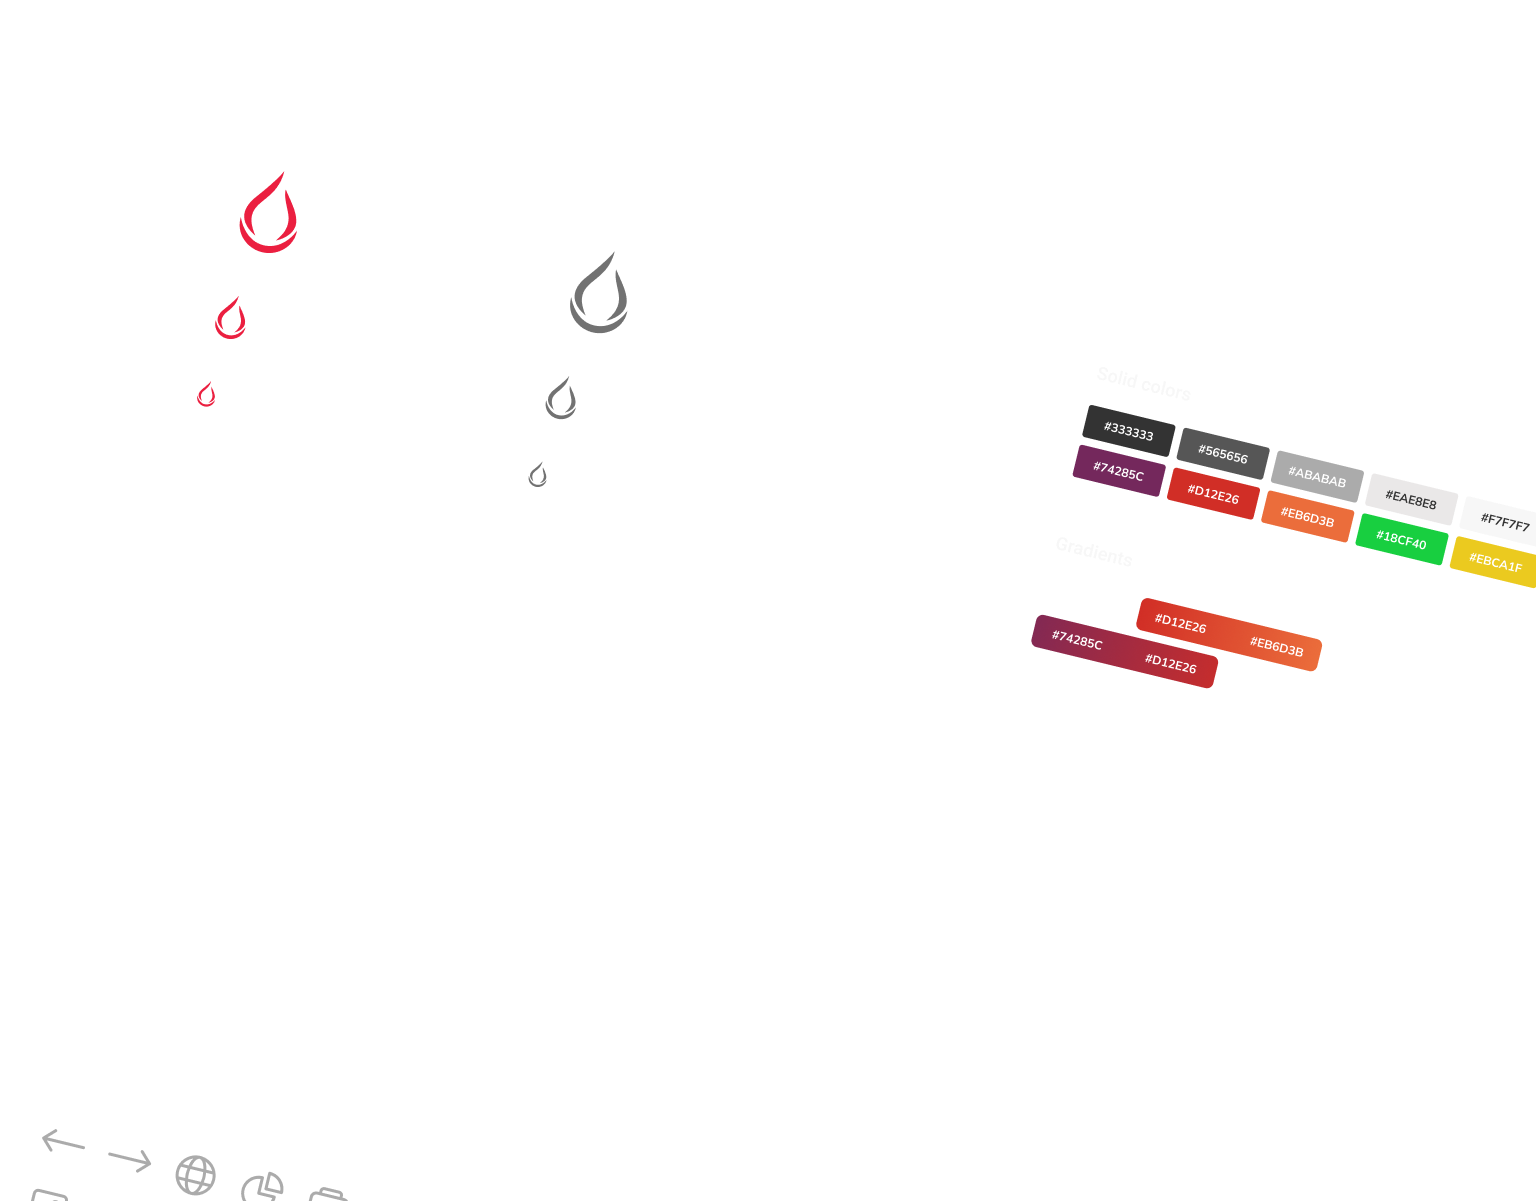 Solid colors
#333333
#565656
#ABABAB
#EAE8E8
#F7F7F7
#74285C
#D12E26
#EB6D3B
#18CF40
#EBCA1F
Gradients
#D12E26 #EB6D3B
#74285C #D12E26